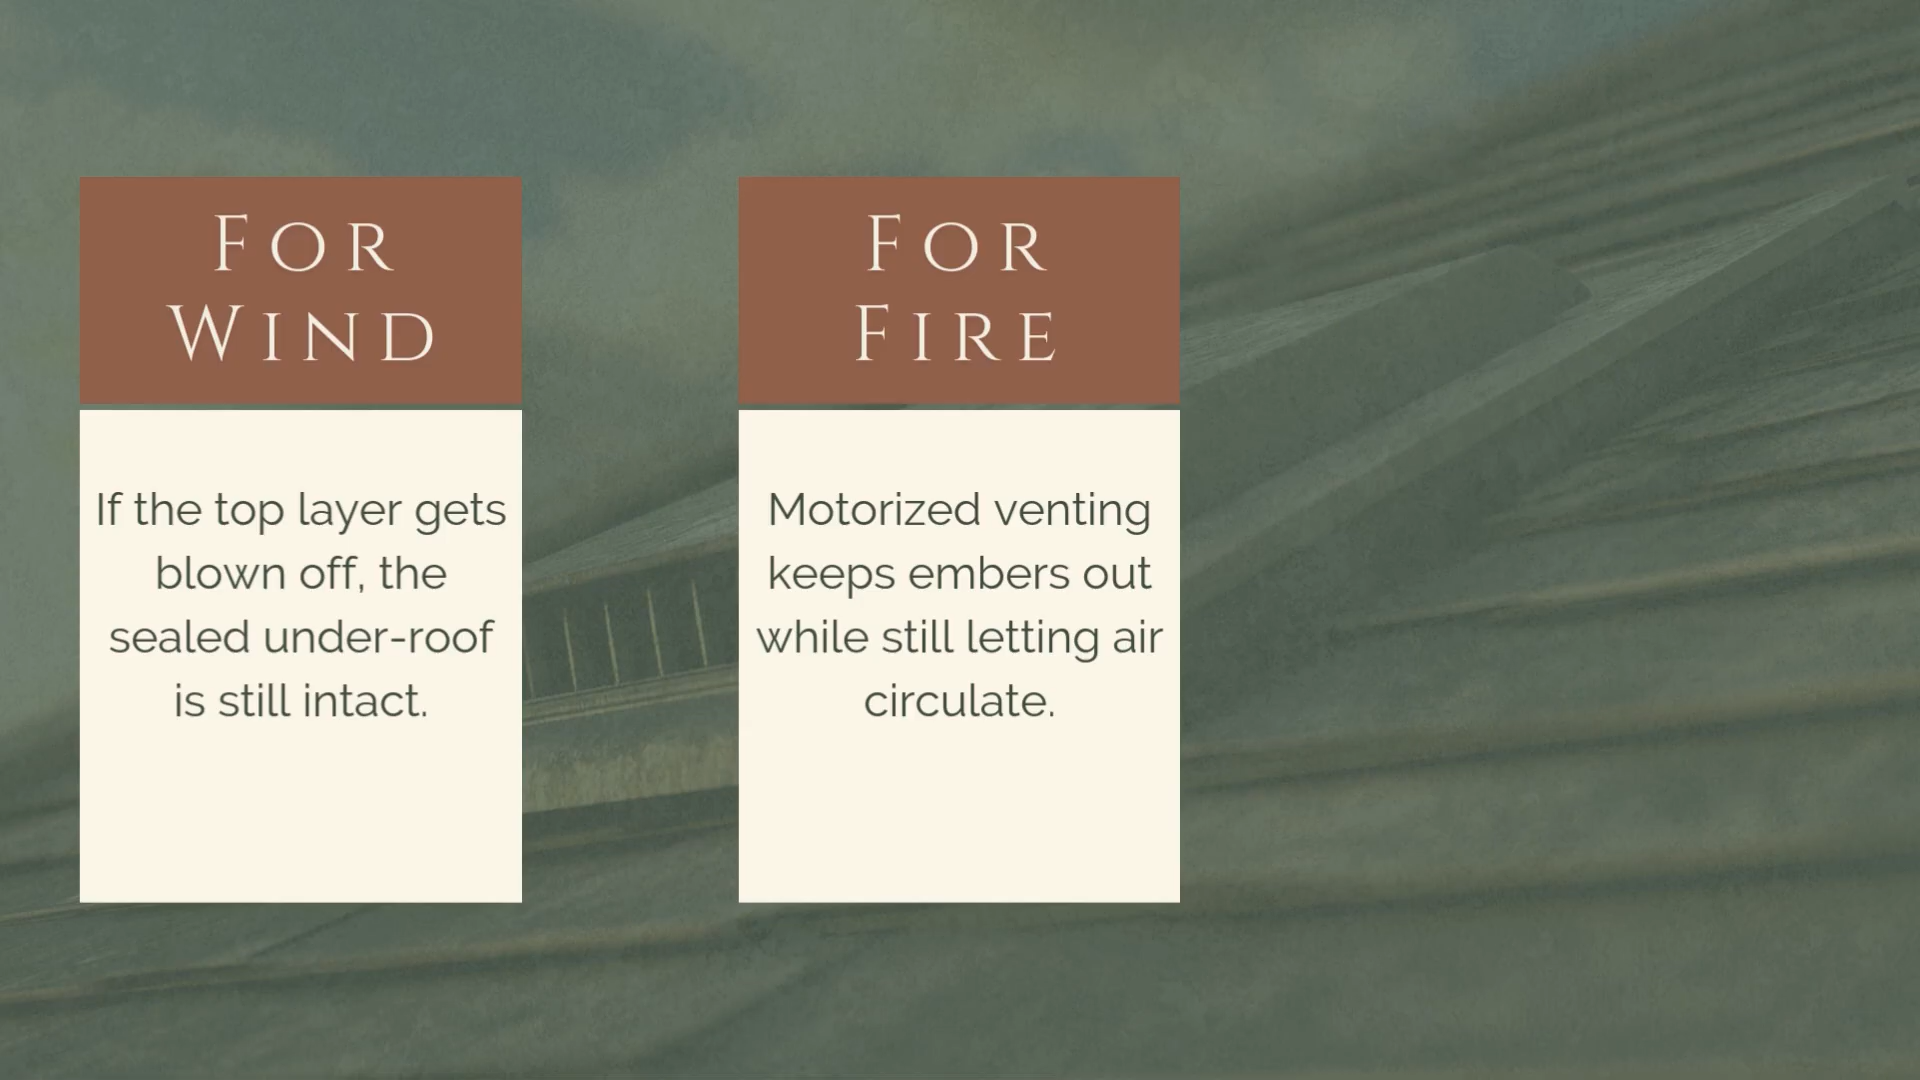 For
Wind
If the top layer gets
blown off, the
sealed under-roof
is still intact.
For
Fire
Motorized venting
keeps embers out
while still letting air
circulate.